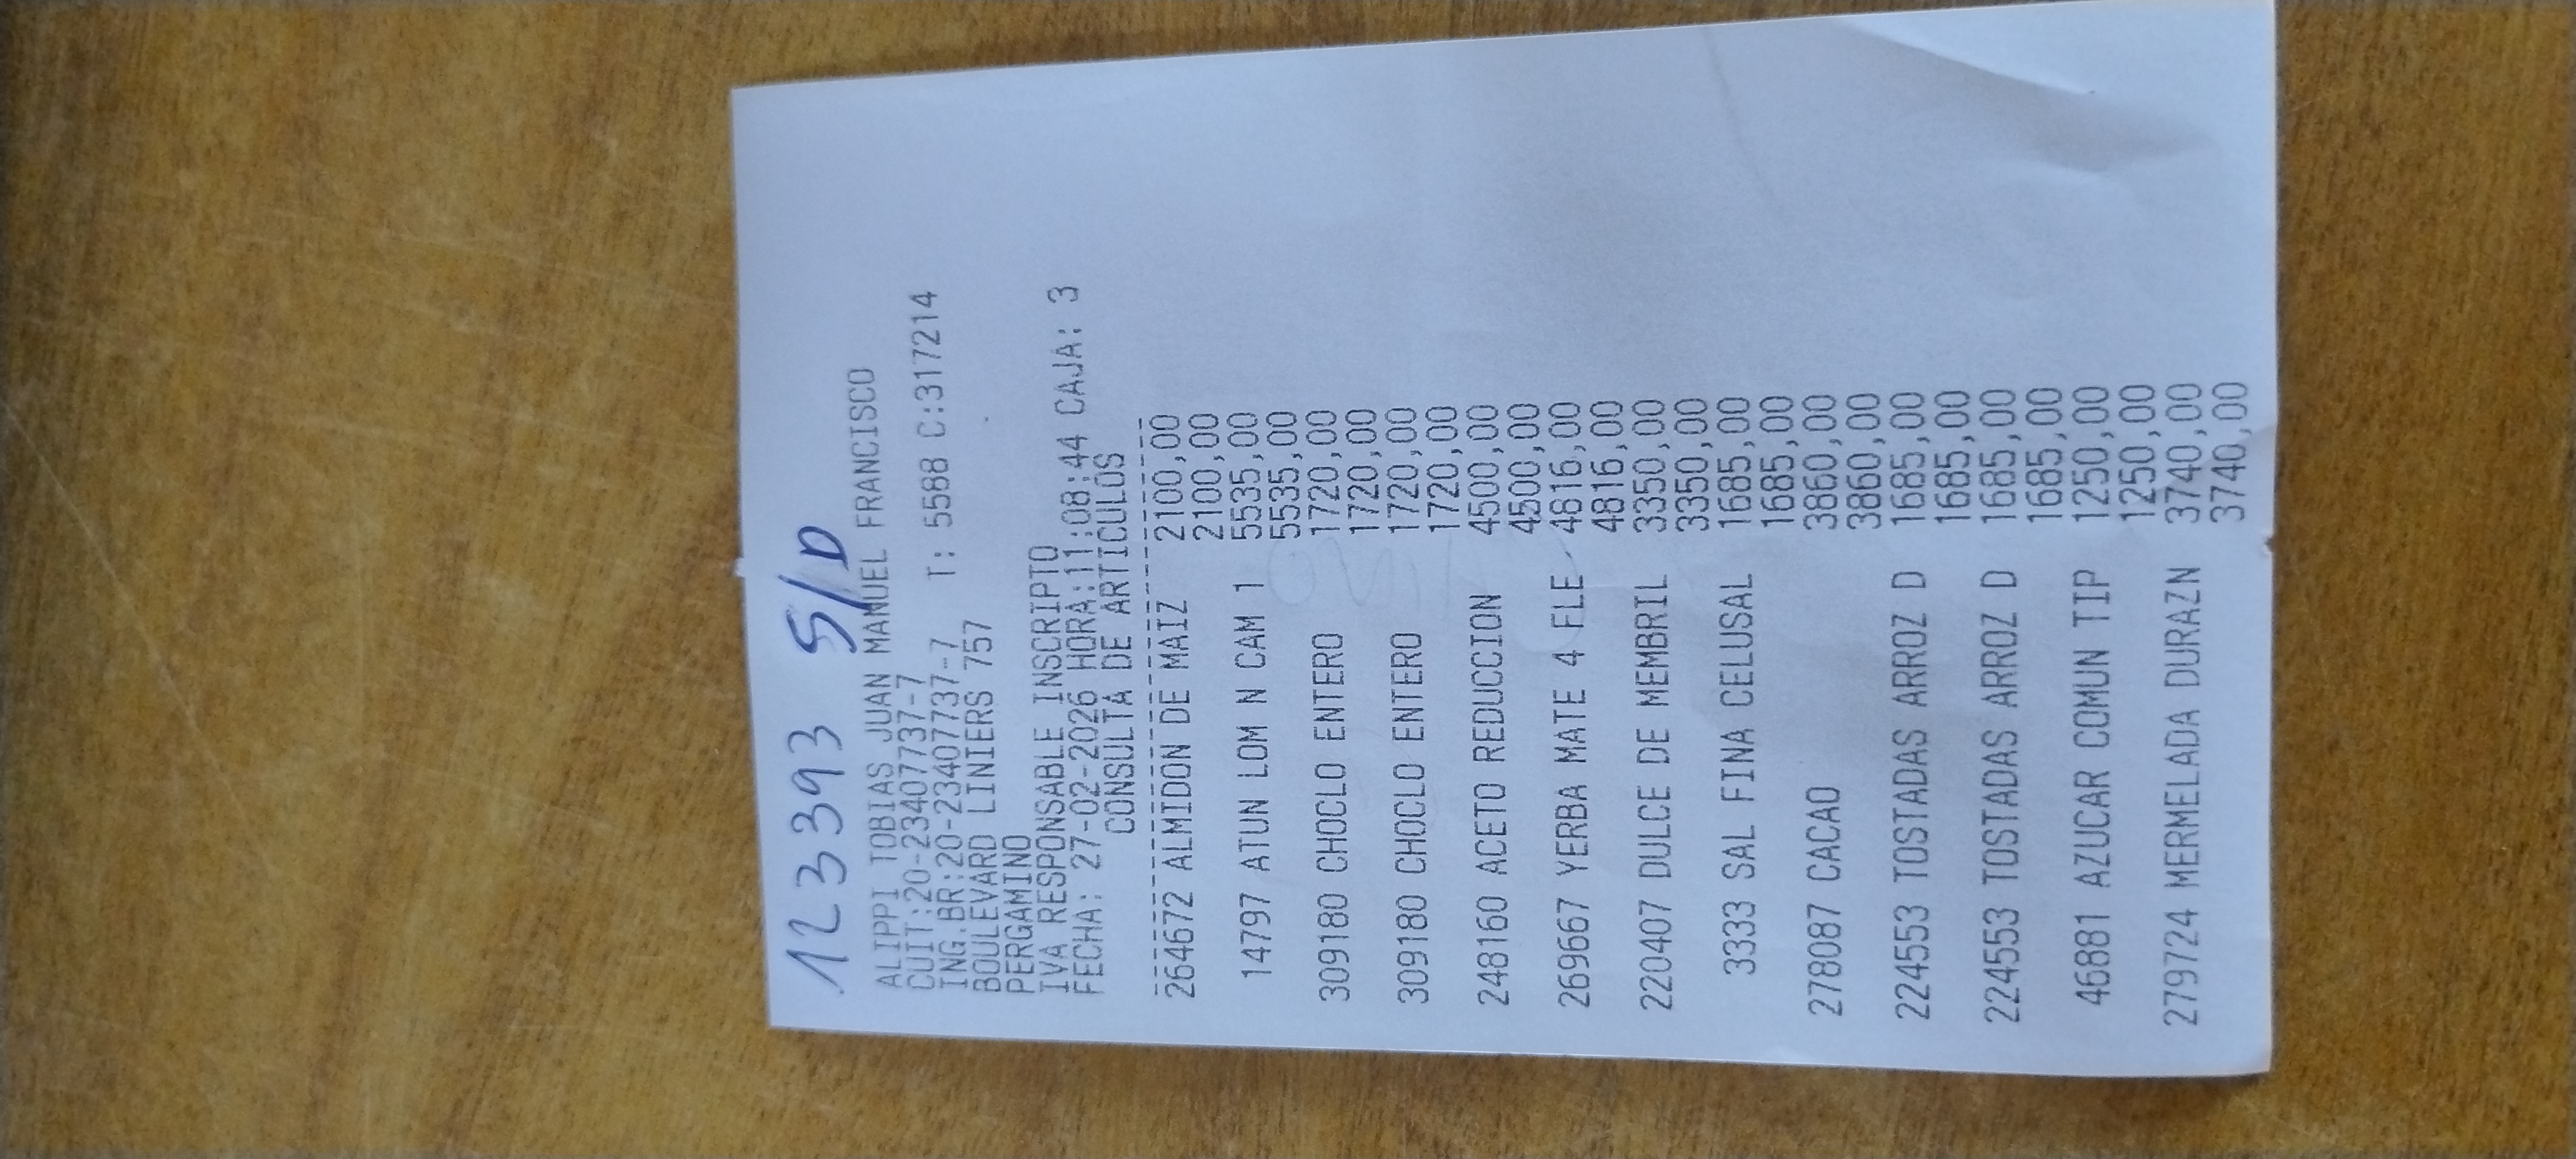 123393 S/D
ALIPPI TOBIAS JUAN MANUEL FRANCISCO
CUIT:20-23407737-7
ING.BR:20-23407737-7
BOULEVARD LINIERS 757 T: 5588 C:317214
PERGAMINO
IVA RESPONSABLE INSCRIPTO
FECHA: 27-02-2026 HORA:11:08:44 CAJA: 3
CONSULTA DE ARTICULOS
264672 ALMIDON DE MAIZ 2100,00
2100,00
14797 ATUN LOM N CAM 1 5535,00
5535,00
309180 CHOCLO ENTERO 1720,00
1720,00
309180 CHOCLO ENTERO 1720,00
1720,00
248160 ACETO REDUCCION 4500,00
4500,00
269667 YERBA MATE 4 FLE 4816,00
4816,00
220407 DULCE DE MEMBRIL 3350,00
3350,00
3333 SAL FINA CELUSAL 1685,00
1685,00
278087 CACAO 3860,00
3860,00
224553 TOSTADAS ARROZ D 1685,00
1685,00
224553 TOSTADAS ARROZ D 1685,00
1685,00
46881 AZUCAR COMUN TIP 1250,00
1250,00
279724 MERMELADA DURAZN 3740,00
3740,00